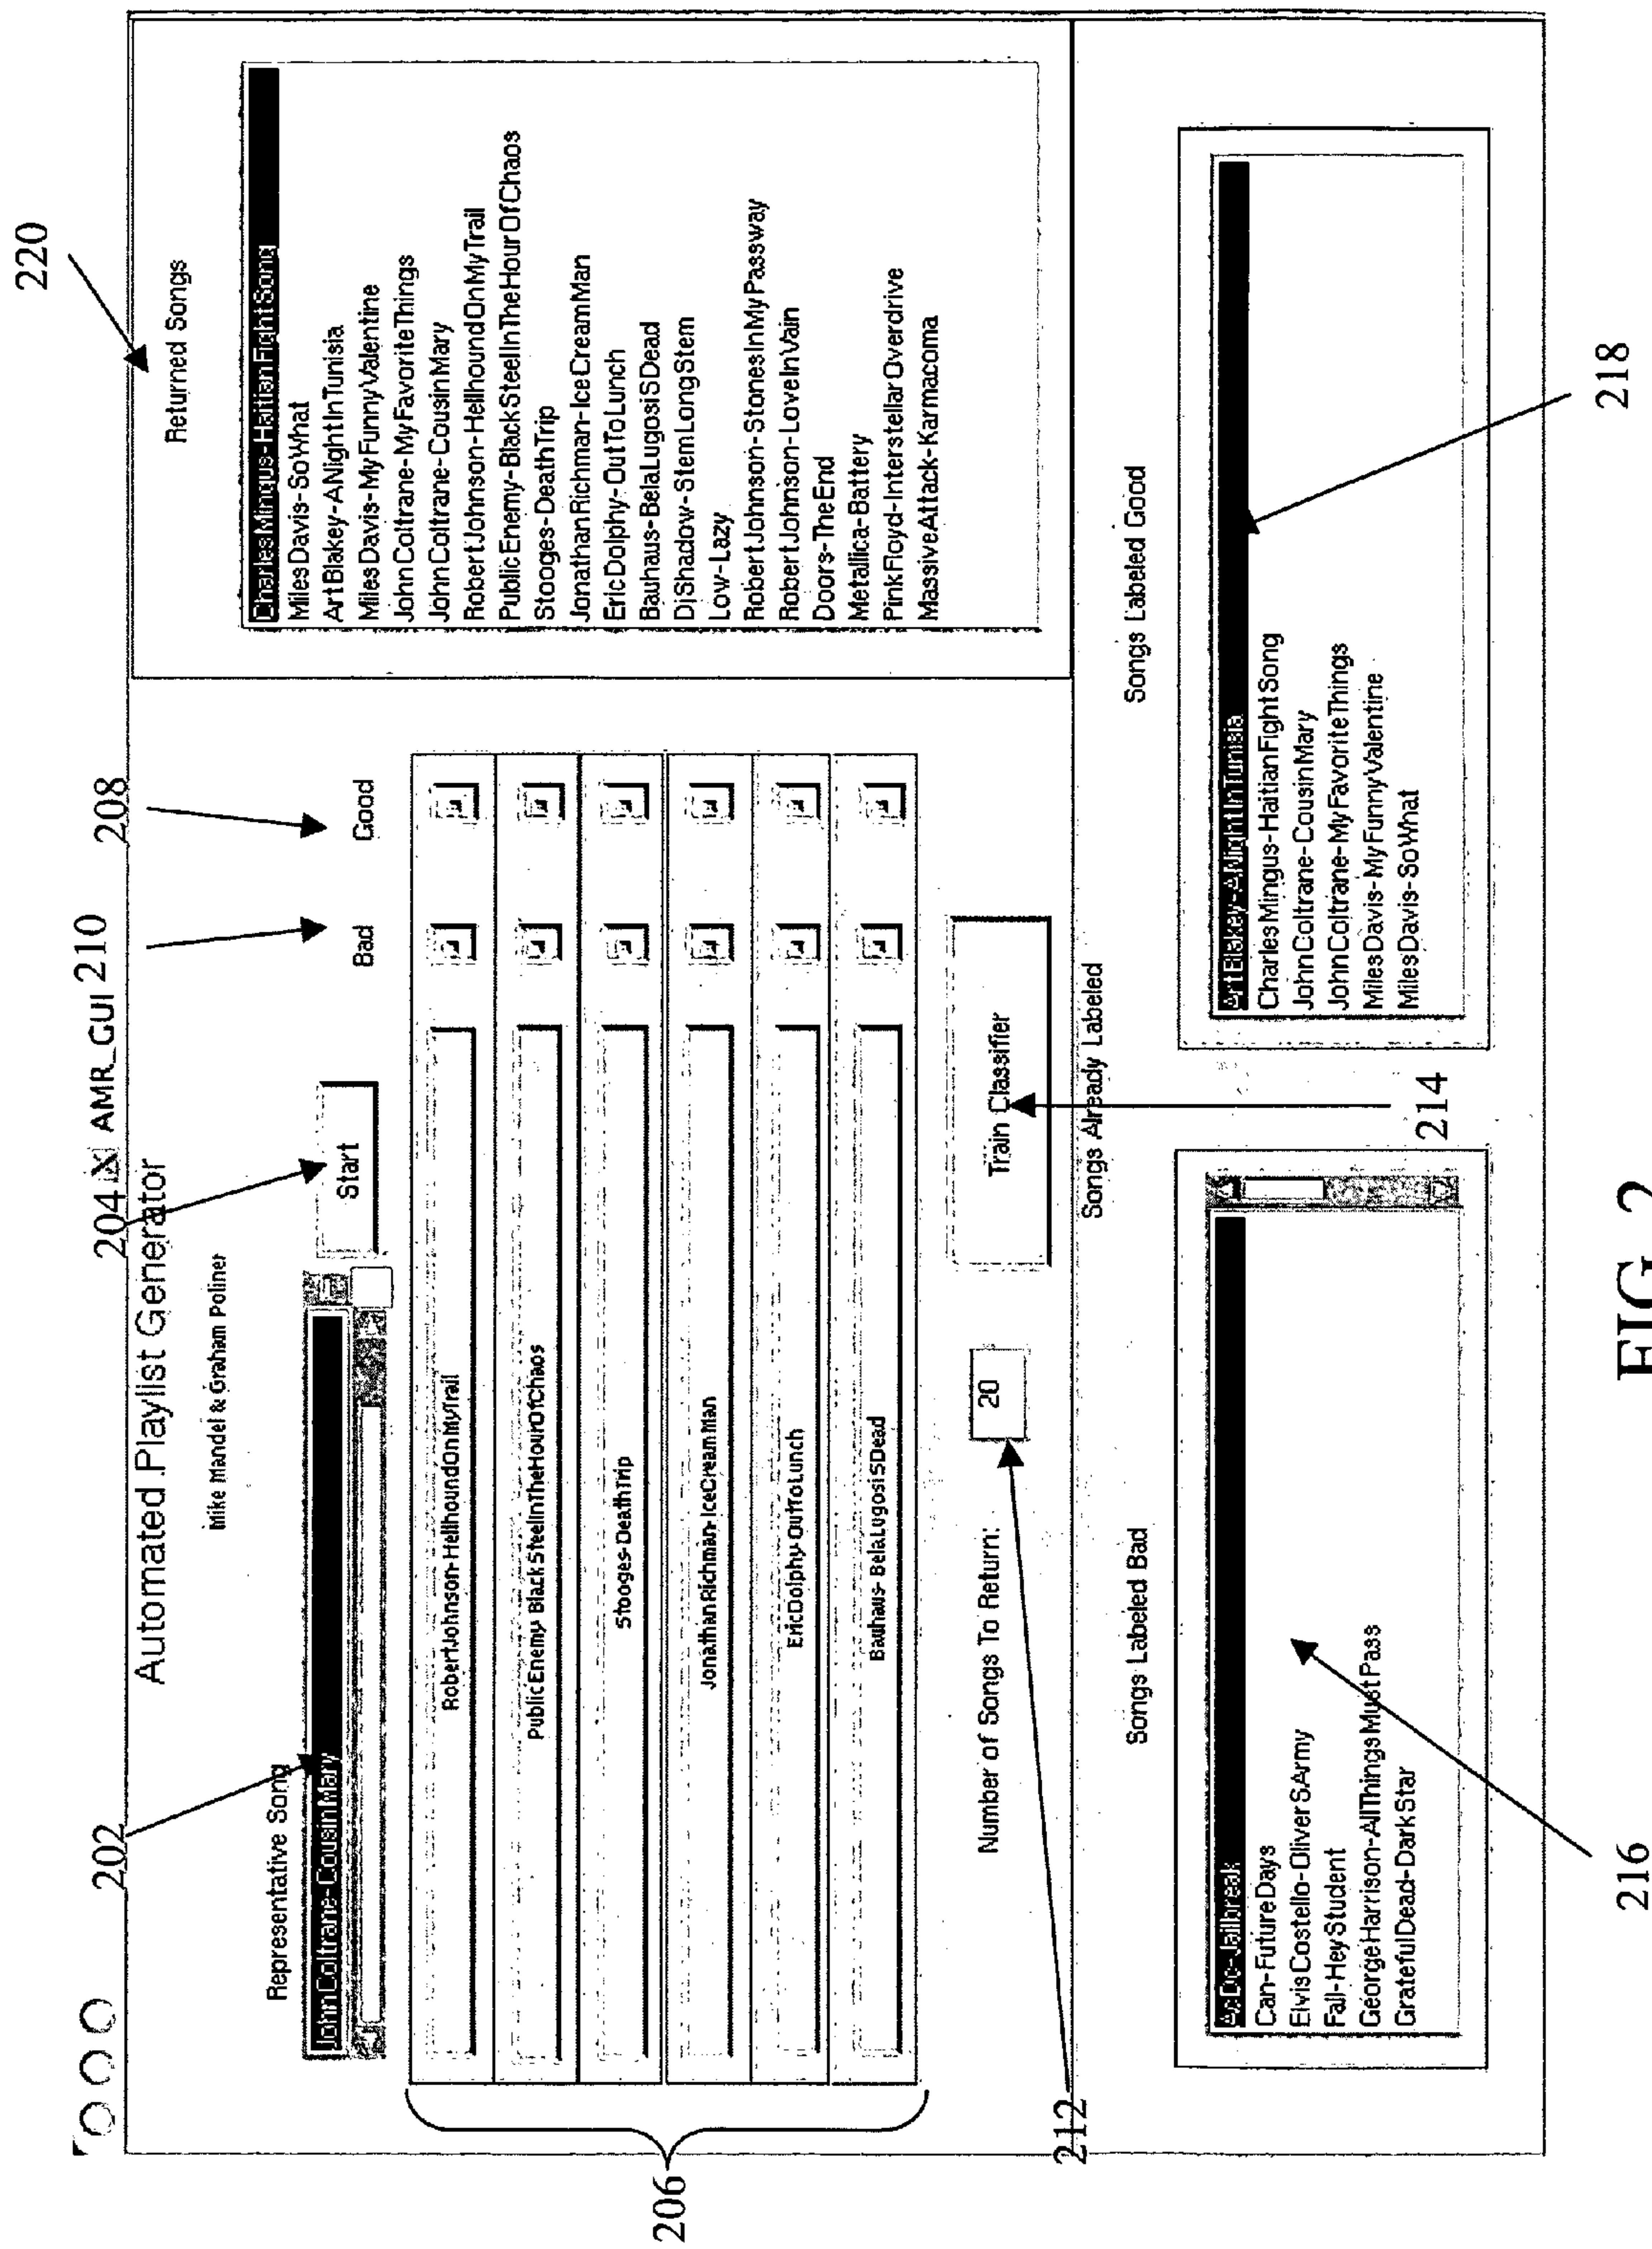 220
202
204 X AMR_GUI 210
208
Automated Playlist Generator
Mike Mandel & Graham Poliner
Representative Song
JohnColtrane-CousinMary
Start
Bad
Good
RobertJohnson-HellhoundOnMyTrail
PublicEnemy-BlackSteelInTheHourOfChaos
Stooges-DeathTrip
JonathanRichman-IceCreamMan
EricDolphy-OutToLunch
Bauhaus-BelaLugosiSDead
206
Number of Songs To Return:
20
Train Classifier
212
Returned Songs
CharlesMingus-HaitianFightSong
MilesDavis-SoWhat
ArtBlakey-ANightInTunisia
MilesDavis-MyFunnyValentine
JohnColtrane-MyFavoriteThings
JohnColtrane-CousinMary
RobertJohnson-HellhoundOnMyTrail
PublicEnemy-BlackSteelInTheHourOfChaos
Stooges-DeathTrip
JonathanRichman-IceCreamMan
EricDolphy-OutToLunch
Bauhaus-BelaLugosiSDead
DjShadow-StemLongStem
Low-Lazy
RobertJohnson-StonesInMyPassway
RobertJohnson-LoveInVain
Doors-TheEnd
Metallica-Battery
PinkFloyd-InterstellarOverdrive
MassiveAttack-Karmacoma
Songs Already Labeled
Songs Labeled Bad
AcDc-Jailbreak
Can-FutureDays
ElvisCostello-OliverSArmy
Fall-HeyStudent
GeorgeHarrison-AllThingsMustPass
GratefulDead-DarkStar
214
Songs Labeled Good
ArtBlakey-ANightInTunisia
CharlesMingus-HaitianFightSong
JohnColtrane-CousinMary
JohnColtrane-MyFavoriteThings
MilesDavis-MyFunnyValentine
MilesDavis-SoWhat
216
218
FIG. 2